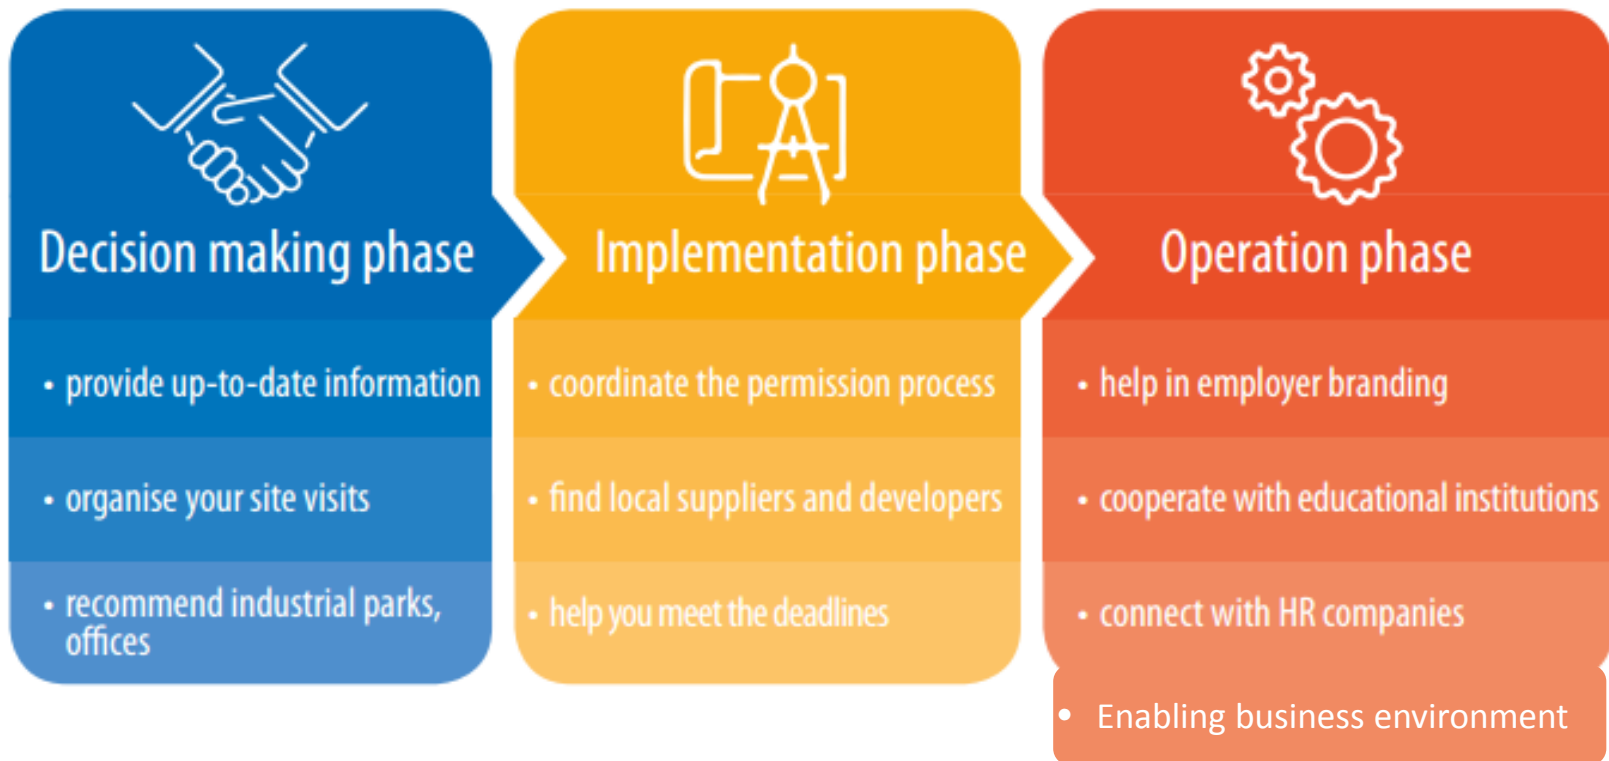 Decision making phase
• provide up-to-date information
• organise your site visits
• recommend industrial parks,
offices
Implementation phase
• coordinate the permission process
• find local suppliers and developers
• help you meet the deadlines
Operation phase
• help in employer branding
• cooperate with educational institutions
• connect with HR companies
• Enabling business environment